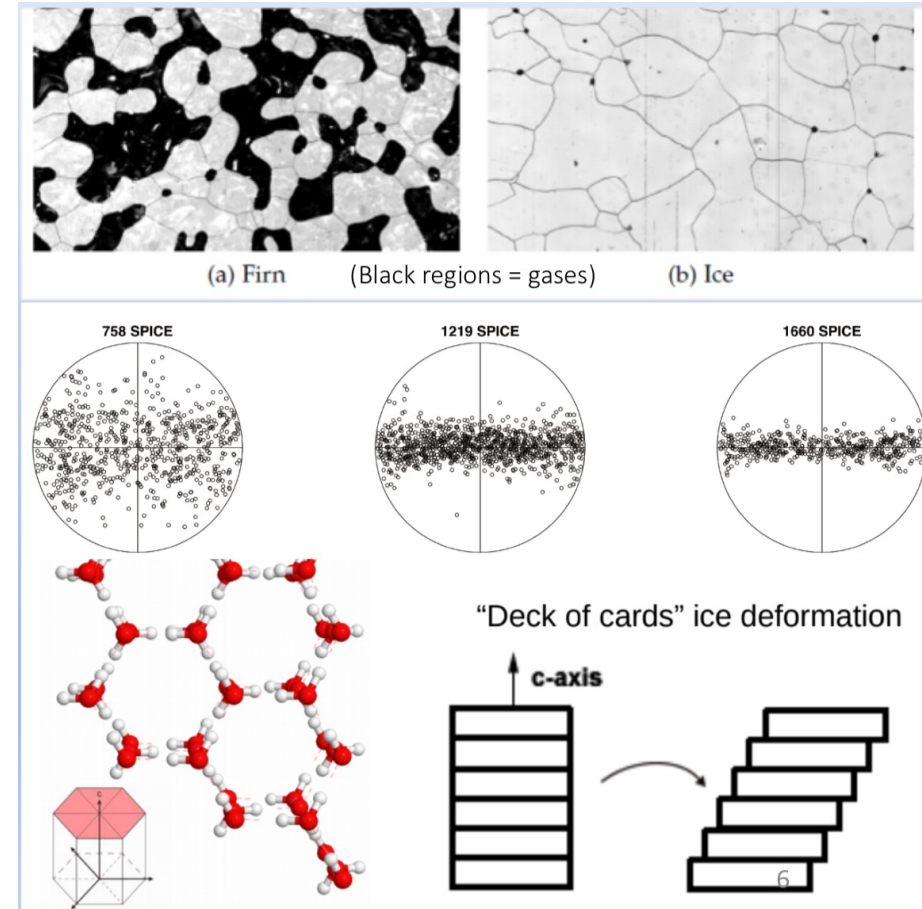 (a) Firn
(Black regions = gases)
(b) Ice
758 SPICE
1219 SPICE
1660 SPICE
"Deck of cards" ice deformation
c-axis
c
6